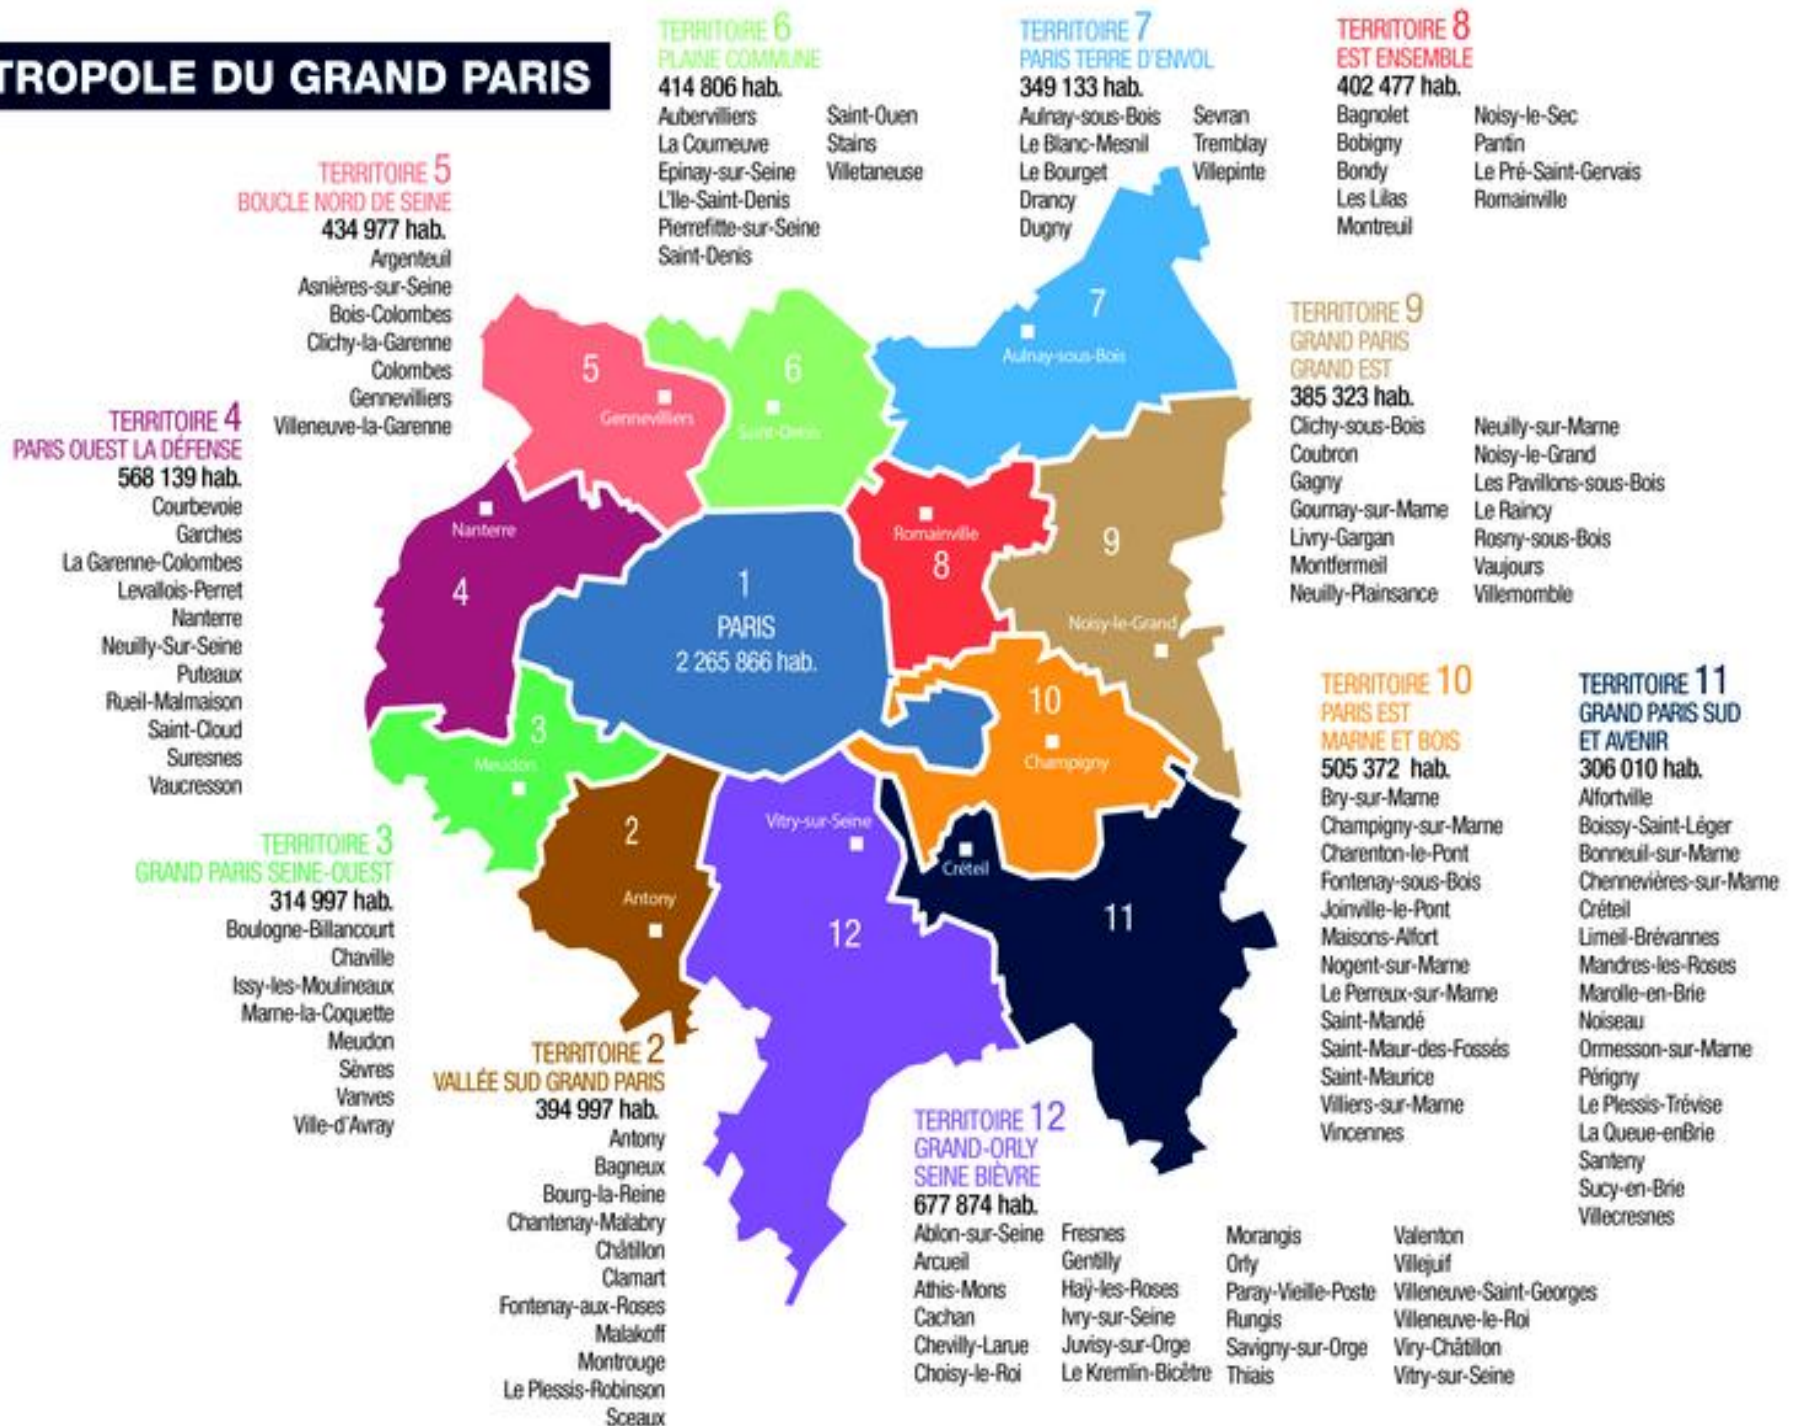 TROPOLE DU GRAND PARIS
TERRITOIRE 6
PLAINE COMMUNE
414 806 hab.
Aubervilliers
La Courneuve
Epinay-sur-Seine
L'Ile-Saint-Denis
Pierrefitte-sur-Seine
Saint-Denis
Saint-Ouen
Stains
Villetaneuse
TERRITOIRE 7
PARIS TERRE D'ENVOL
349 133 hab.
Aulnay-sous-Bois
Le Blanc-Mesnil
Le Bourget
Drancy
Dugny
Sevran
Tremblay
Villepinte
TERRITOIRE 8
EST ENSEMBLE
402 477 hab.
Bagnolet
Bobigny
Bondy
Les Lilas
Montreuil
Noisy-le-Sec
Pantin
Le Pré-Saint-Gervais
Romainville
TERRITOIRE 5
BOUCLE NORD DE SEINE
434 977 hab.
Argenteuil
Asnières-sur-Seine
Bois-Colombes
Clichy-la-Garenne
Colombes
Gennevilliers
Villeneuve-la-Garenne
TERRITOIRE 9
GRAND PARIS
GRAND EST
385 323 hab.
Clichy-sous-Bois
Coubron
Gagny
Gournay-sur-Marne
Livry-Gargan
Montfermeil
Neuilly-Plainsance
Neuilly-sur-Marne
Noisy-le-Grand
Les Pavillons-sous-Bois
Le Raincy
Rosny-sous-Bois
Vaujours
Villemomble
TERRITOIRE 4
PARIS OUEST LA DÉFENSE
568 139 hab.
Courbevoie
Garches
La Garenne-Colombes
Levallois-Perret
Nanterre
Neuilly-Sur-Seine
Puteaux
Rueil-Malmaison
Saint-Cloud
Suresnes
Vaucresson
7
Aulnay-sous-Bois
5
Gennevilliers
6
Saint-Denis
Nanterre
4
Romainville
8
9
Noisy-le-Grand
1
PARIS
2 265 866 hab.
10
Champigny
3
Meudon
2
Antony
Vitry-sur-Seine
12
Créteil
11
TERRITOIRE 10
PARIS EST
MARNE ET BOIS
505 372 hab.
Bry-sur-Marne
Champigny-sur-Marne
Charenton-le-Pont
Fontenay-sous-Bois
Joinville-le-Pont
Maisons-Alfort
Nogent-sur-Marne
Le Perreux-sur-Marne
Saint-Mandé
Saint-Maur-des-Fossés
Saint-Maurice
Villiers-sur-Marne
Vincennes
TERRITOIRE 11
GRAND PARIS SUD
ET AVENIR
306 010 hab.
Alfortville
Boissy-Saint-Léger
Bonneuil-sur-Marne
Chennevières-sur-Marne
Créteil
Limeil-Brévannes
Mandres-les-Roses
Marolle-en-Brie
Noiseau
Ormesson-sur-Marne
Périgny
Le Plessis-Trévise
La Queue-enBrie
Santeny
Sucy-en-Brie
Villecresnes
TERRITOIRE 3
GRAND PARIS SEINE-OUEST
314 997 hab.
Boulogne-Billancourt
Chaville
Issy-les-Moulineaux
Marne-la-Coquette
Meudon
Sèvres
Vanves
Ville-d'Avray
TERRITOIRE 2
VALLÉE SUD GRAND PARIS
394 997 hab.
Antony
Bagneux
Bourg-la-Reine
Chantenay-Malabry
Châtillon
Clamart
Fontenay-aux-Roses
Malakoff
Montrouge
Le Plessis-Robinson
Sceaux
TERRITOIRE 12
GRAND-ORLY
SEINE BIÈVRE
677 874 hab.
Ablon-sur-Seine
Arcueil
Athis-Mons
Cachan
Chevilly-Larue
Choisy-le-Roi
Fresnes
Gentilly
Haÿ-les-Roses
Ivry-sur-Seine
Juvisy-sur-Orge
Le Kremlin-Bicêtre
Morangis
Orly
Paray-Vieille-Poste
Rungis
Savigny-sur-Orge
Thiais
Valenton
Villejuif
Villeneuve-Saint-Georges
Villeneuve-le-Roi
Viry-Châtillon
Vitry-sur-Seine